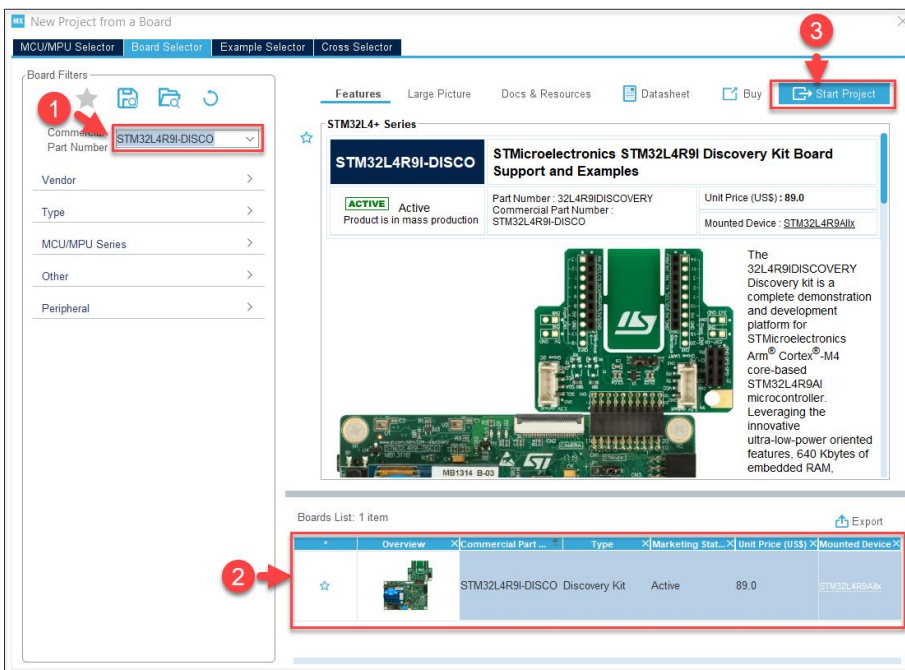 MX New Project from a Board
MCU/MPU Selector Board Selector Example Selector Cross Selector
Board Filters
1
Commercial
Part Number
STM32L4R9I-DISCO
Vendor
Type
MCU/MPU Series
Other
Peripheral
3
Features Large Picture Docs & Resources Datasheet Buy Start Project
STM32L4+ Series
STM32L4R9I-DISCO
STMicroelectronics STM32L4R9I Discovery Kit Board
Support and Examples
ACTIVE Active
Product is in mass production
Part Number : 32L4R9IDISCOVERY
Commercial Part Number :
STM32L4R9I-DISCO
Unit Price (US$) : 89.0
Mounted Device : STM32L4R9AIIx
The
32L4R9IDISCOVERY
Discovery kit is a
complete demonstration
and development
platform for
STMicroelectronics
Arm® Cortex®-M4
core-based
STM32L4R9AI
microcontroller.
Leveraging the
innovative
ultra-low-power oriented
features, 640 Kbytes of
embedded RAM,
MB1314 B-03
Boards List: 1 item
Export
* Overview Commercial Part ... Type Marketing Stat... Unit Price (US$) Mounted Device
2
STM32L4R9I-DISCO Discovery Kit Active 89.0 STM32L4R9AIIx